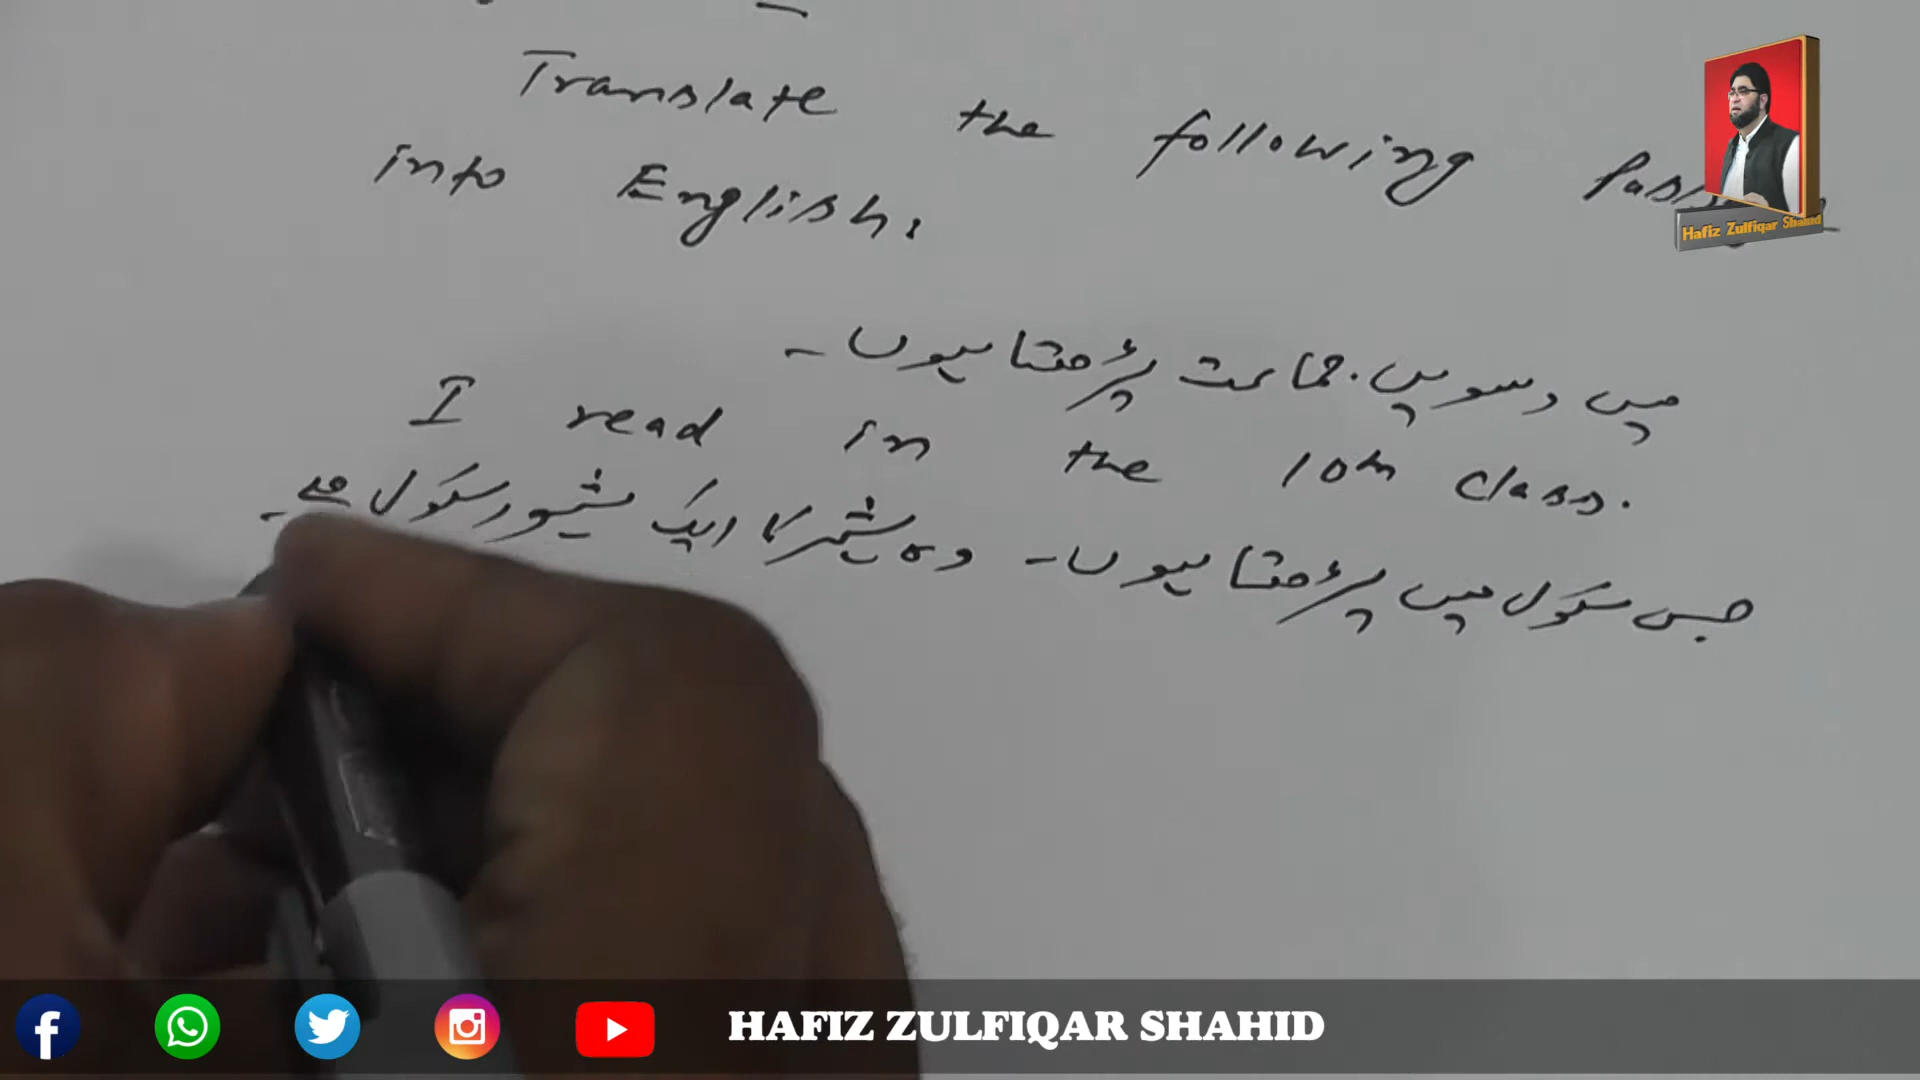 Translate the following
into English.
میں دسویں جماعت پڑھتا ہوں۔
I read in the 10th class.
جس سکول میں پڑھتا ہوں۔ وہ شہر کا ایک مشہور سکول ہے۔
Hafiz Zulfiqar Shahid
HAFIZ ZULFIQAR SHAHID